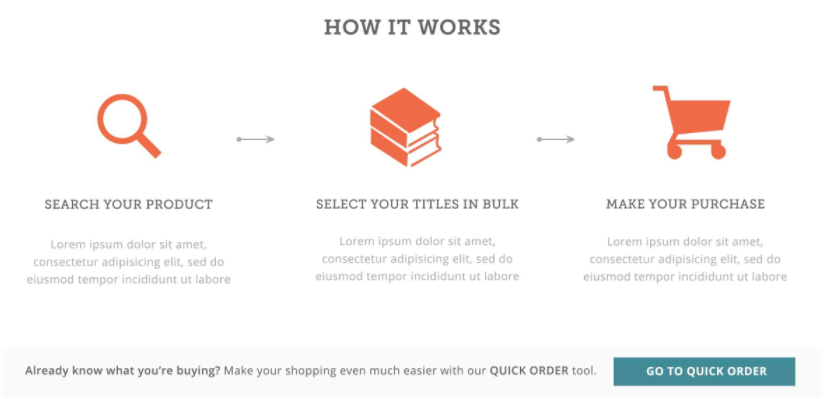 HOW IT WORKS
SEARCH YOUR PRODUCT
Lorem ipsum dolor sit amet,
consectetur adipisicing elit, sed do
eiusmod tempor incididunt ut labore
SELECT YOUR TITLES IN BULK
Lorem ipsum dolor sit amet,
consectetur adipisicing elit, sed do
eiusmod tempor incididunt ut labore
MAKE YOUR PURCHASE
Lorem ipsum dolor sit amet,
consectetur adipisicing elit, sed do
eiusmod tempor incididunt ut labore
Already know what you're buying? Make your shopping even much easier with our QUICK ORDER tool.
GO TO QUICK ORDER